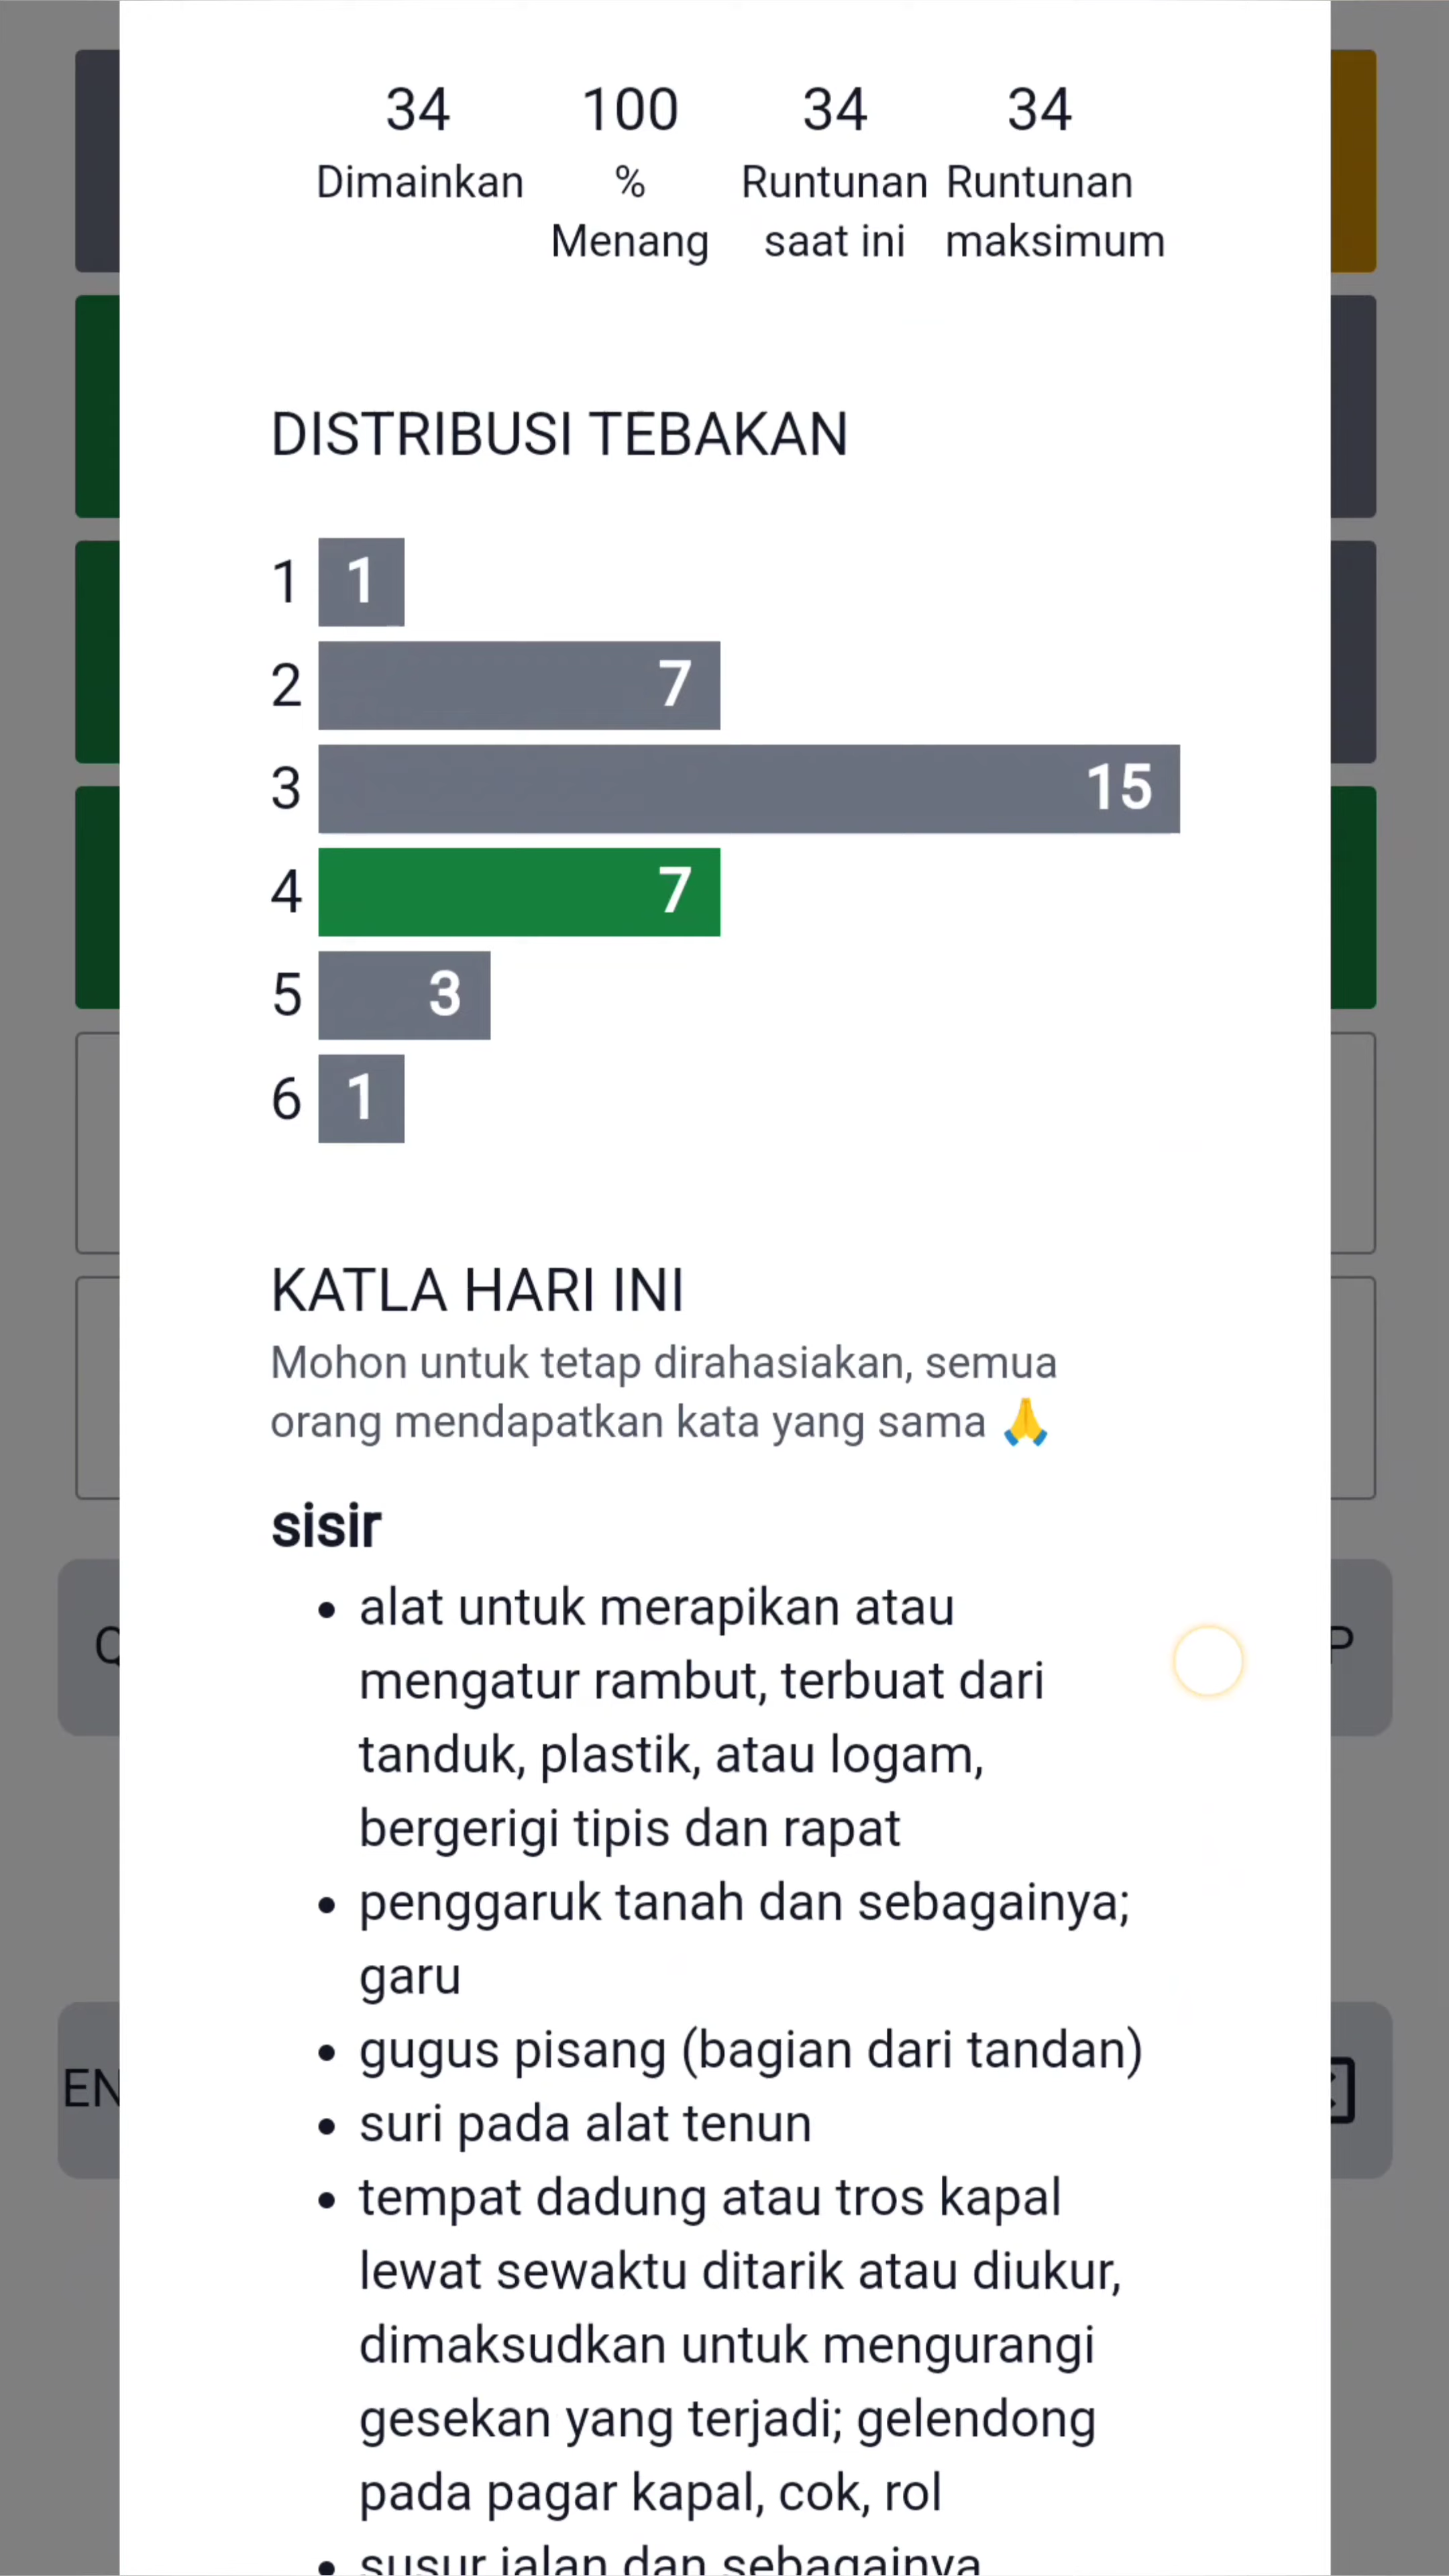 34 100 34 34
Dimainkan % Runtunan Runtunan
Menang saat ini maksimum
DISTRIBUSI TEBAKAN
1 1
2 7
3 15
4 7
5 3
6 1
KATLA HARI INI
Mohon untuk tetap dirahasiakan, semua
orang mendapatkan kata yang sama 🙏
sisir
• alat untuk merapikan atau
mengatur rambut, terbuat dari
Q P
tanduk, plastik, atau logam,
bergerigi tipis dan rapat
• penggaruk tanah dan sebagainya;
garu
• gugus pisang (bagian dari tandan)
EN
• suri pada alat tenun
• tempat dadung atau tros kapal
lewat sewaktu ditarik atau diukur,
dimaksudkan untuk mengurangi
gesekan yang terjadi; gelendong
pada pagar kapal, cok, rol
• susur jalan dan sebagainya